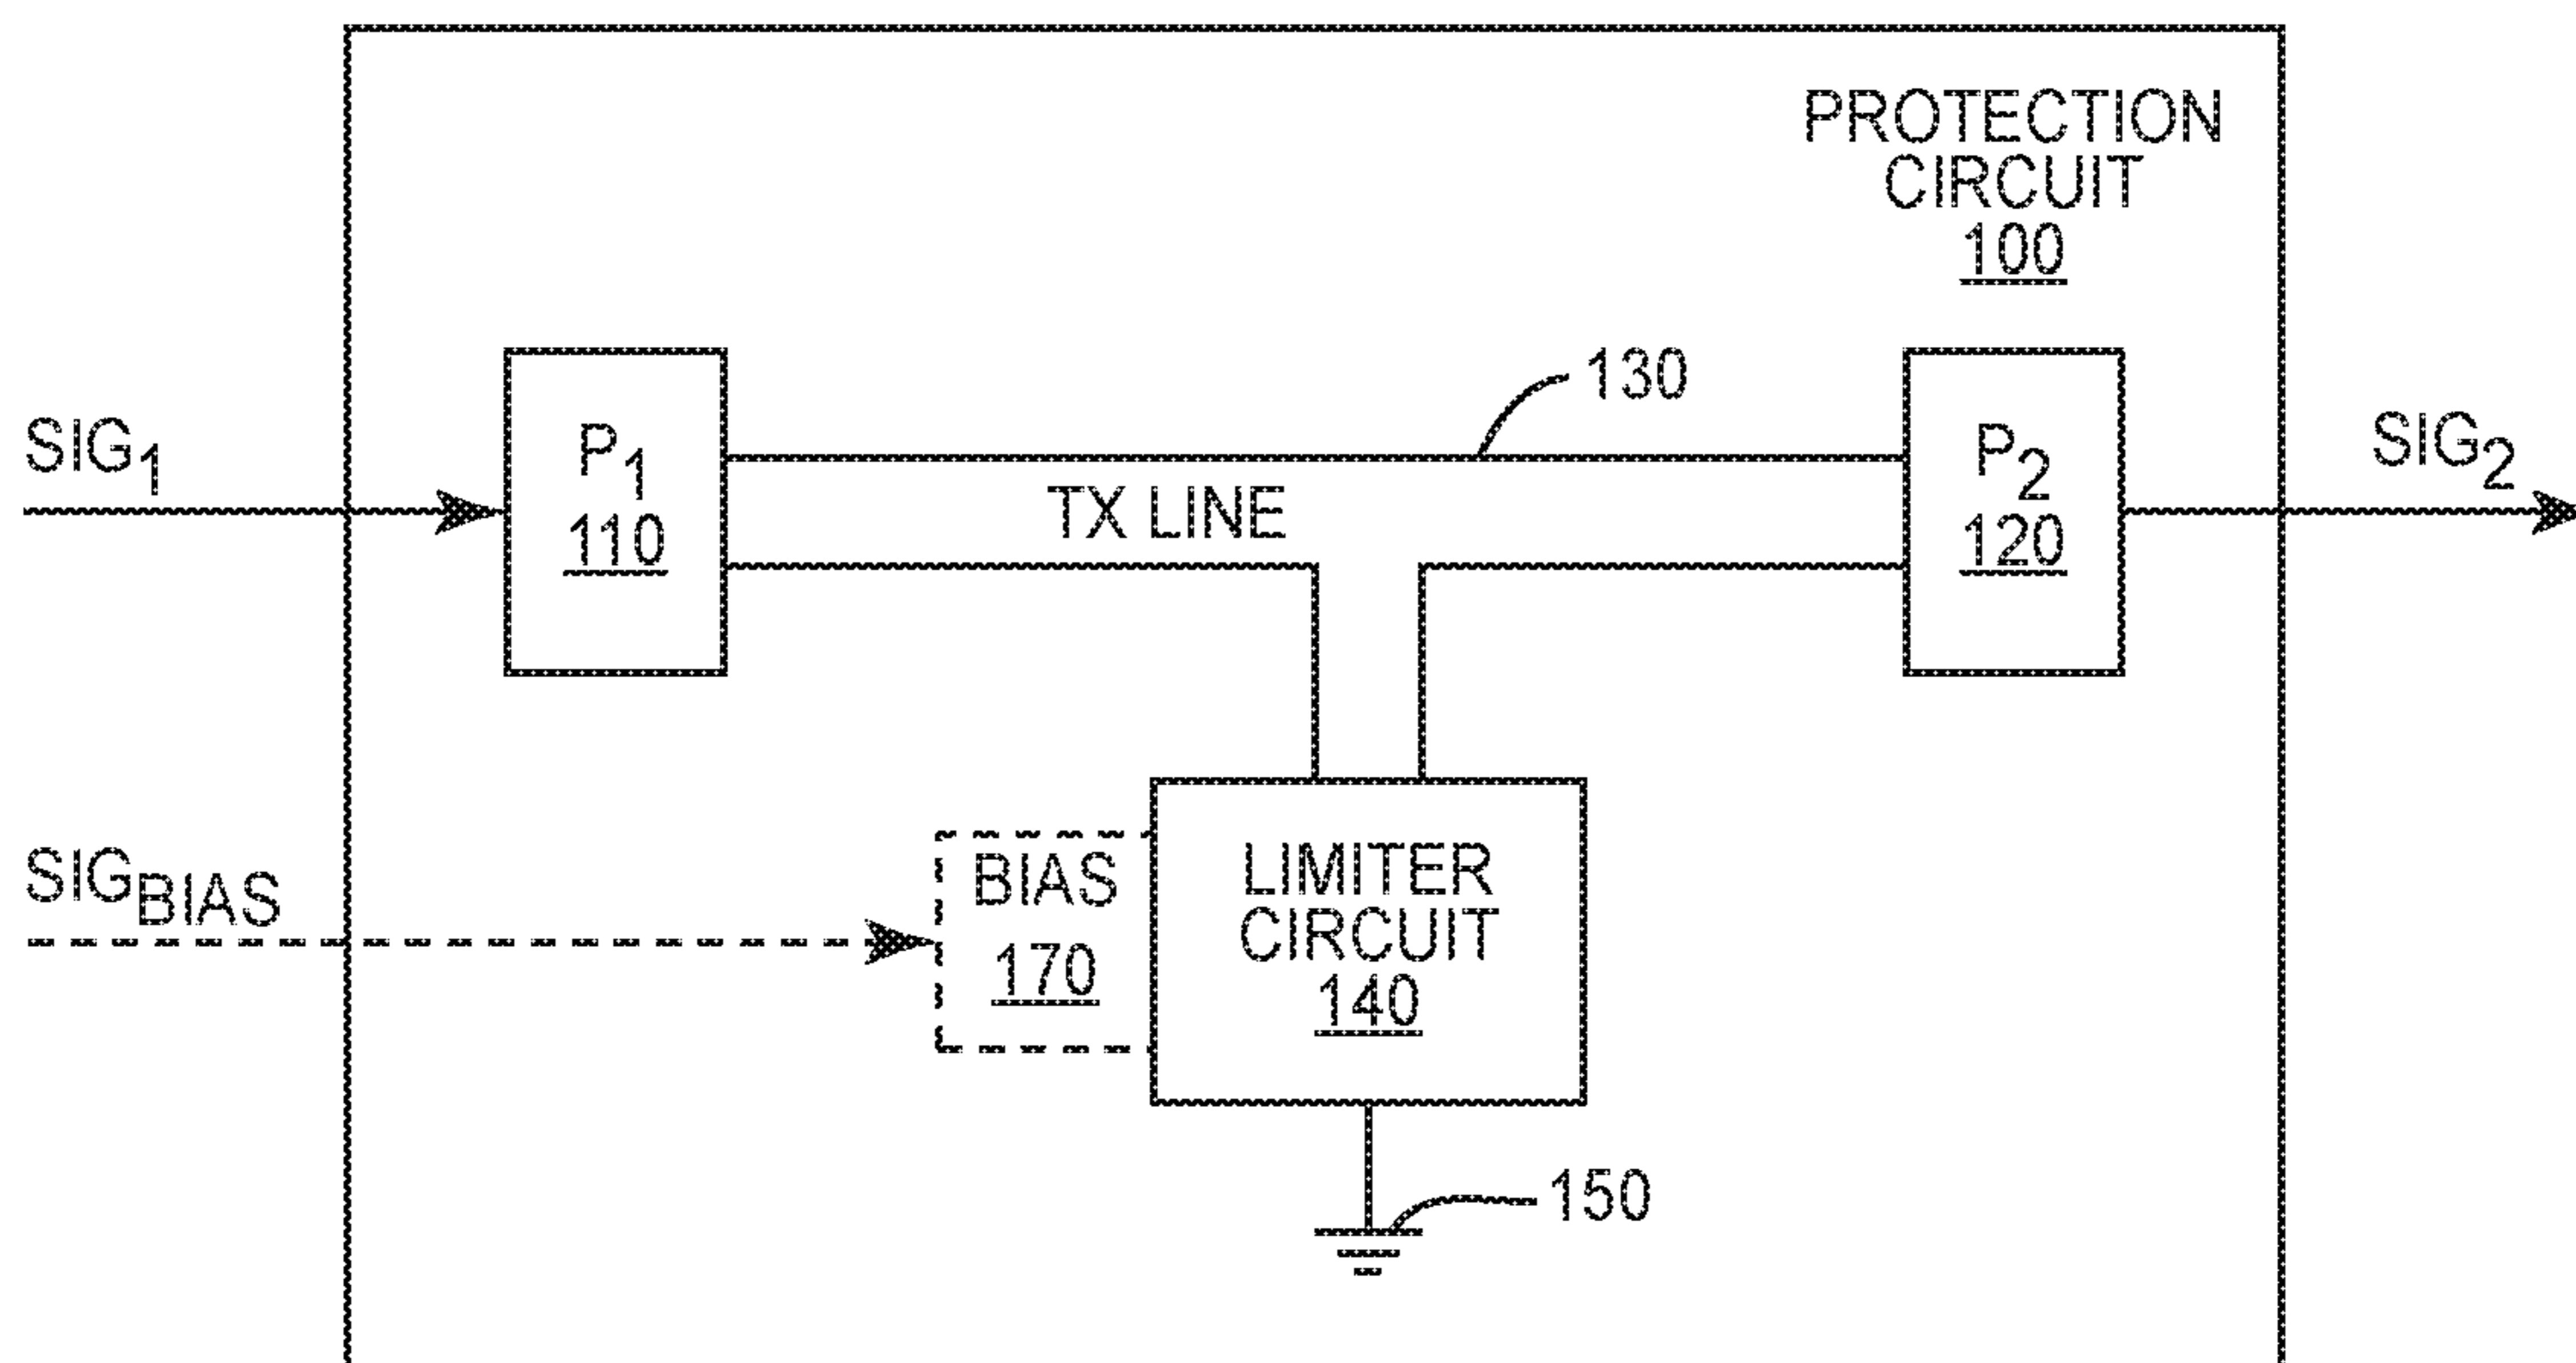 PROTECTION
CIRCUIT
100
130
SIG1
P1
110
TX LINE
P2
120
SIG2
SIGBIAS
BIAS
170
LIMITER
CIRCUIT
140
150